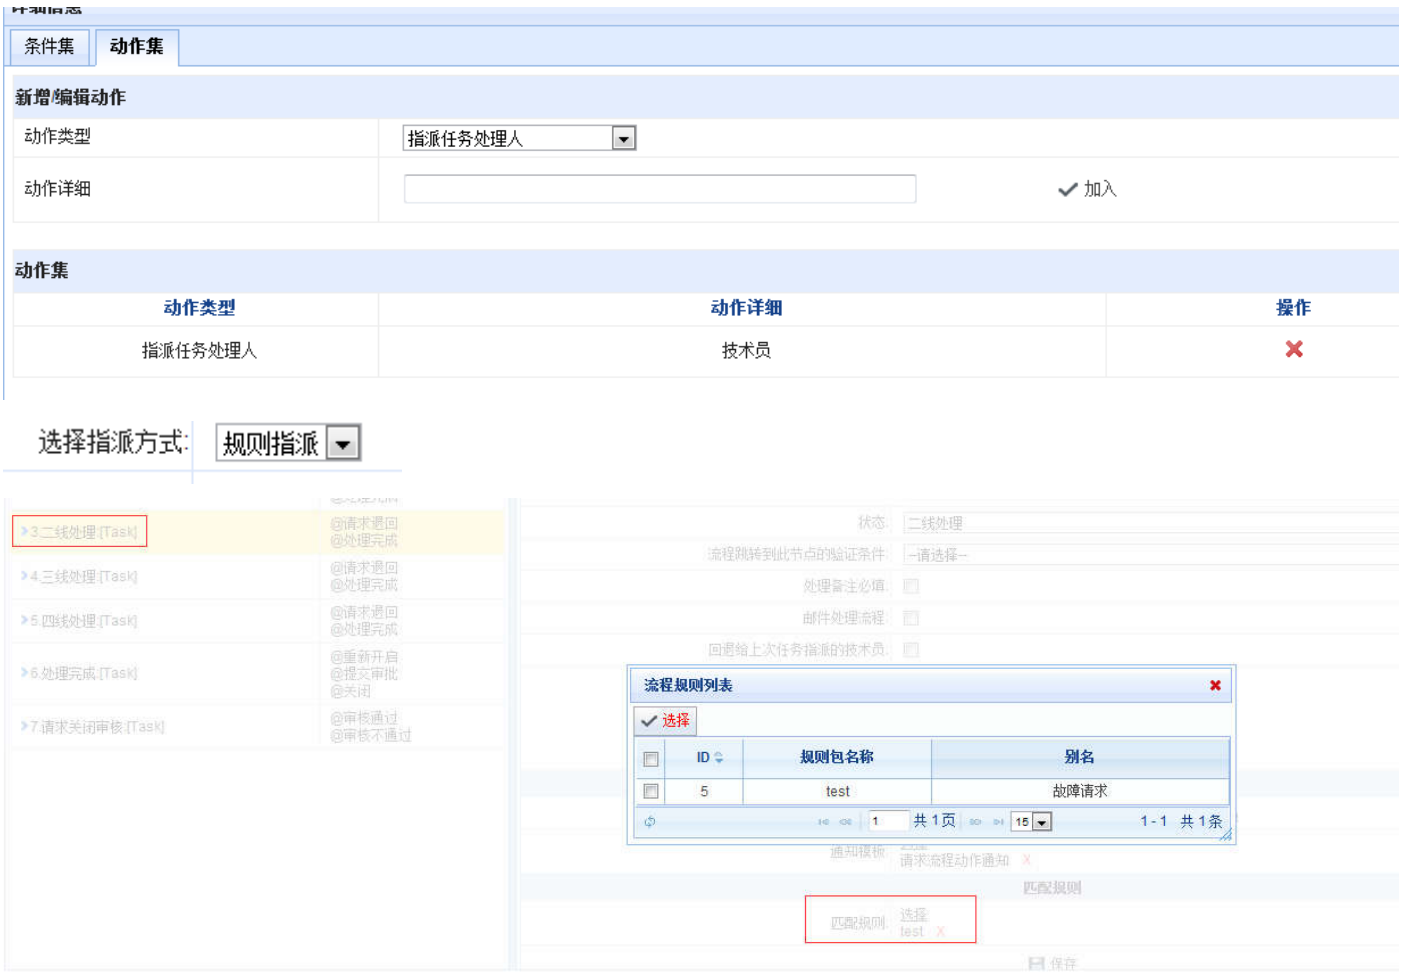 详细信息
条件集 动作集
新增/编辑动作
动作类型 指派任务处理人
动作详细 加入
动作集
动作类型 动作详细 操作
指派任务处理人 技术员
选择指派方式: 规则指派
3.二线处理:[Task] @请求退回
@处理完成
4.三线处理:[Task] @请求退回
@处理完成
5.四线处理:[Task] @请求退回
@处理完成
6.处理完成:[Task] @重新开启
@提交审批
@关闭
7.请求关闭审核:[Task] @审核通过
@审核不通过
状态: 二线处理
流程跳转到此节点的验证条件: --请选择--
处理备注必填:
邮件处理流程:
回退给上次任务指派的技术员:
流程规则列表
选择
ID 规则包名称 别名
5 test 故障请求
1 共 1页 15 1 - 1 共 1 条
通知模板:
请求流程动作通知 X
匹配规则
匹配规则: 选择
test X
保存